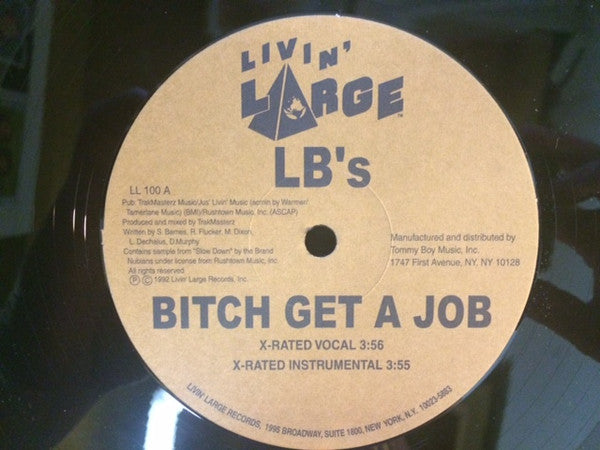 LIVIN'
LARGE
TM
LB's
LL 100 A
Pub. TrakMasterz Music/Jus' Livin' Music (admin by Warner/
Tamerlane Music) (BMI)/Rushtown Music, Inc. (ASCAP)
Produced and mixed by TrakMasterz
Written by S. Barnes, R. Flucker, M. Dixon,
L. Dechalus, D.Murphy
Contains sample from "Slow Down" by the Brand
Nubians under license from Rushtown Music, Inc.
All rights reserved
Ⓟ © 1992 Livin' Large Records, Inc.
Manufactured and distributed by
Tommy Boy Music, Inc.
1747 First Avenue, NY, NY 10128
BITCH GET A JOB
X-RATED VOCAL 3:56
X-RATED INSTRUMENTAL 3:55
LIVIN' LARGE RECORDS, 1995 BROADWAY, SUITE 1800, NEW YORK, N.Y. 10023-5883